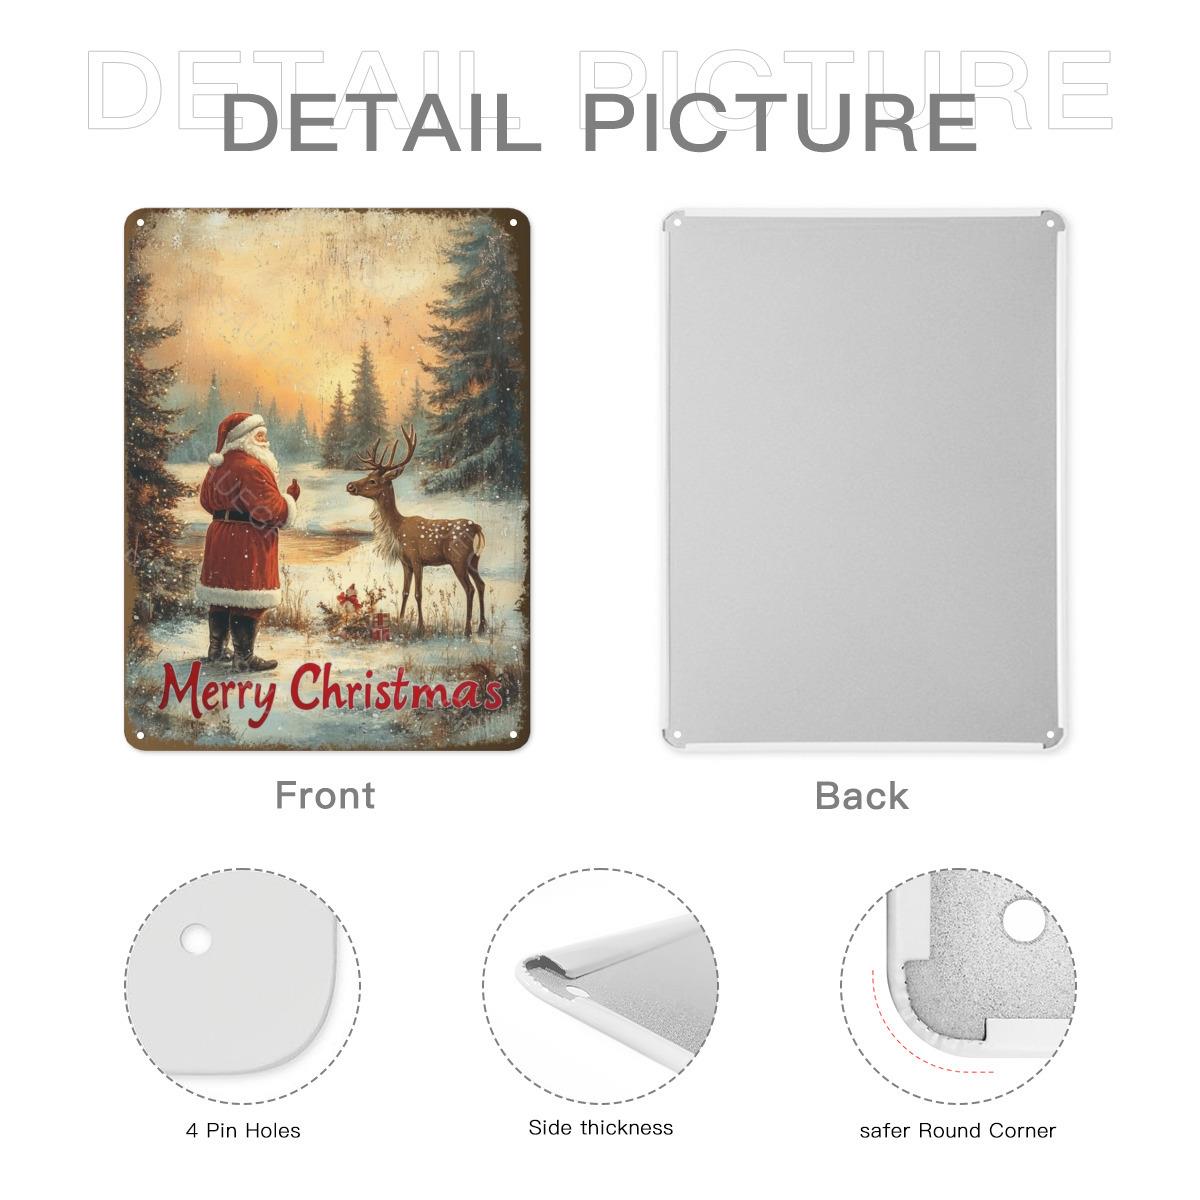 DETAIL PICTURE
DETAIL PICTURE
Merry Christmas
Front
Back
4 Pin Holes
Side thickness
safer Round Corner